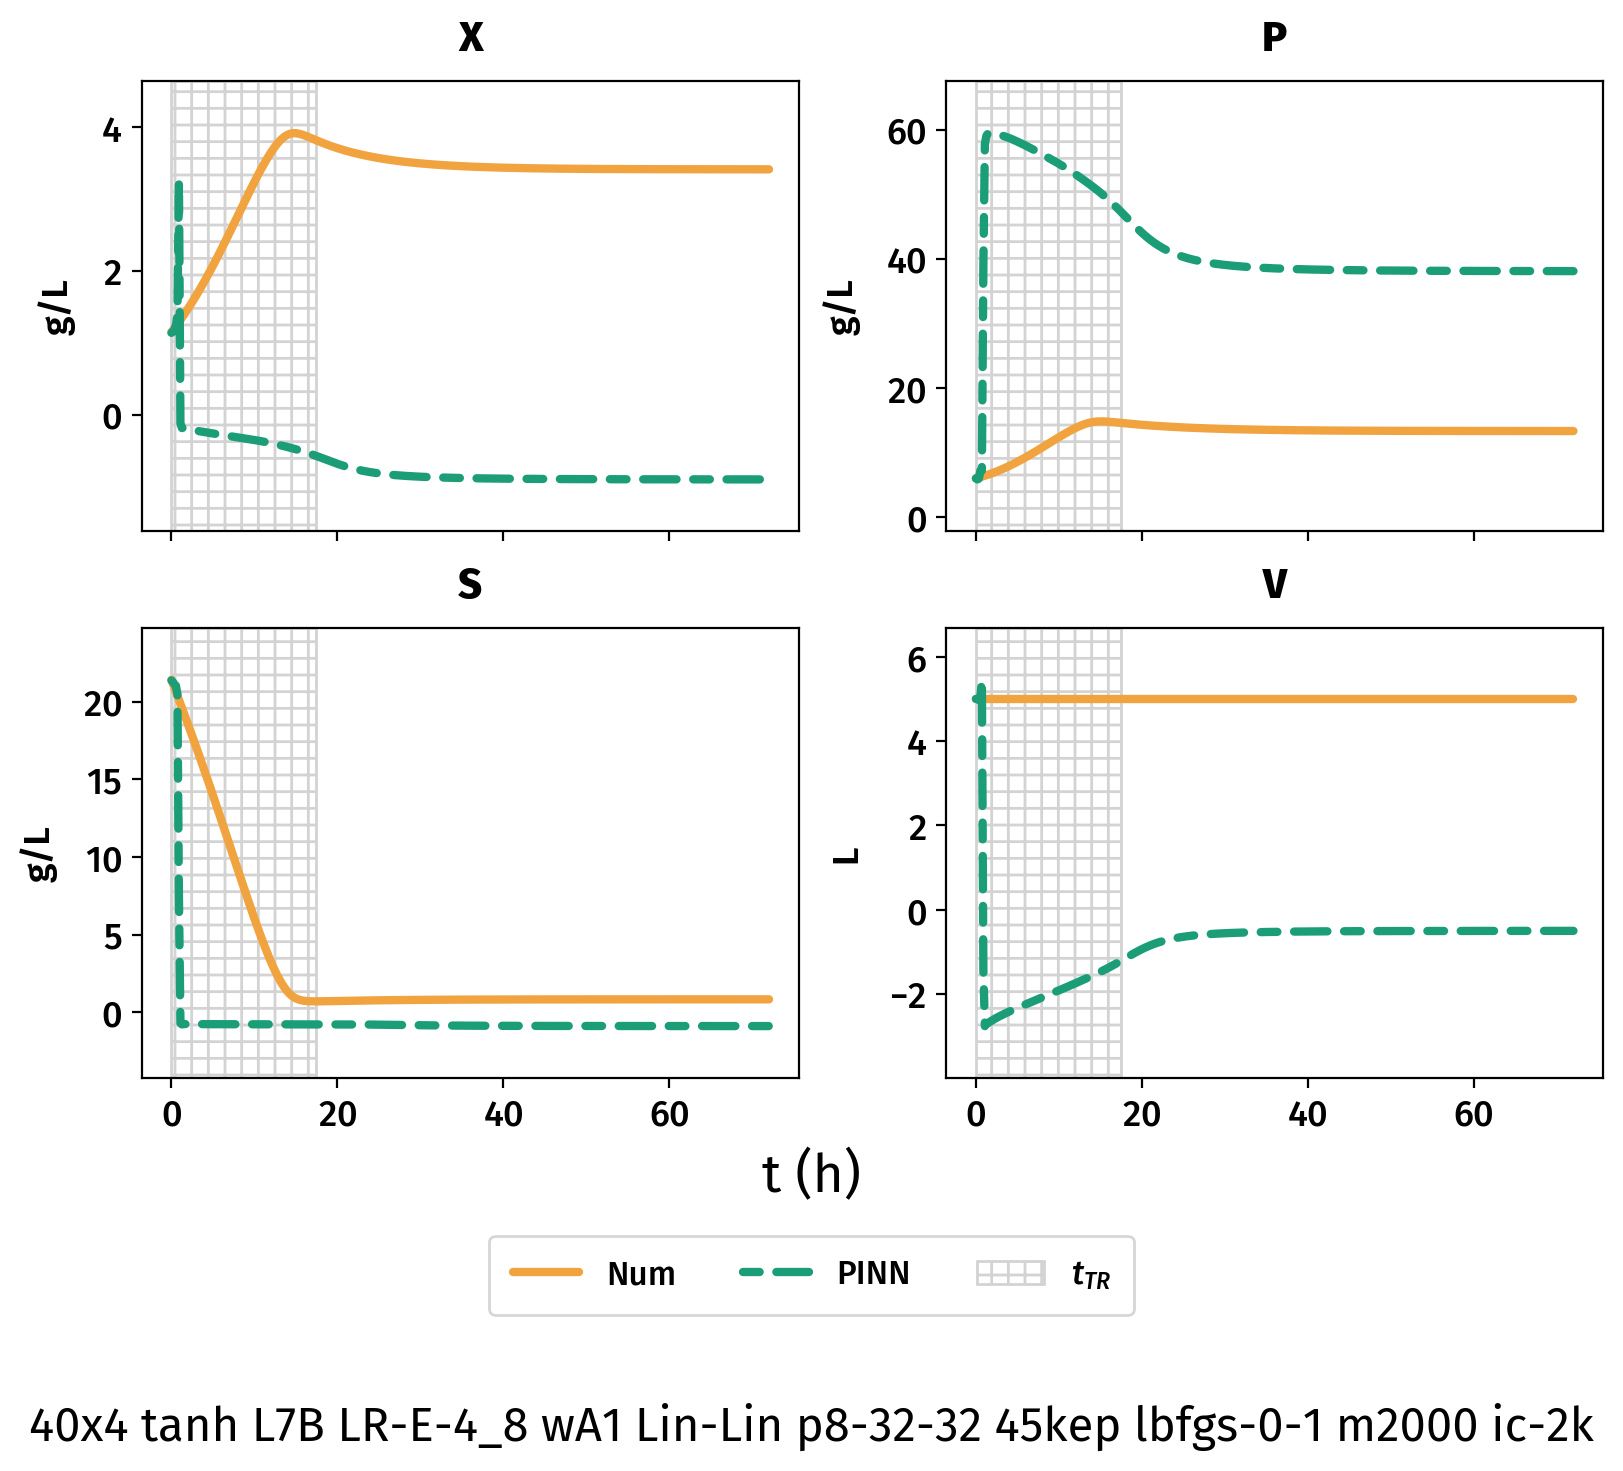 X
P
4
2
0
g/L
60
40
20
0
g/L
S
V
20
15
10
5
0
g/L
6
4
2
0
−2
L
0 20 40 60
0 20 40 60
t (h)
Num PINN t_TR
40x4 tanh L7B LR-E-4_8 wA1 Lin-Lin p8-32-32 45kep lbfgs-0-1 m2000 ic-2k